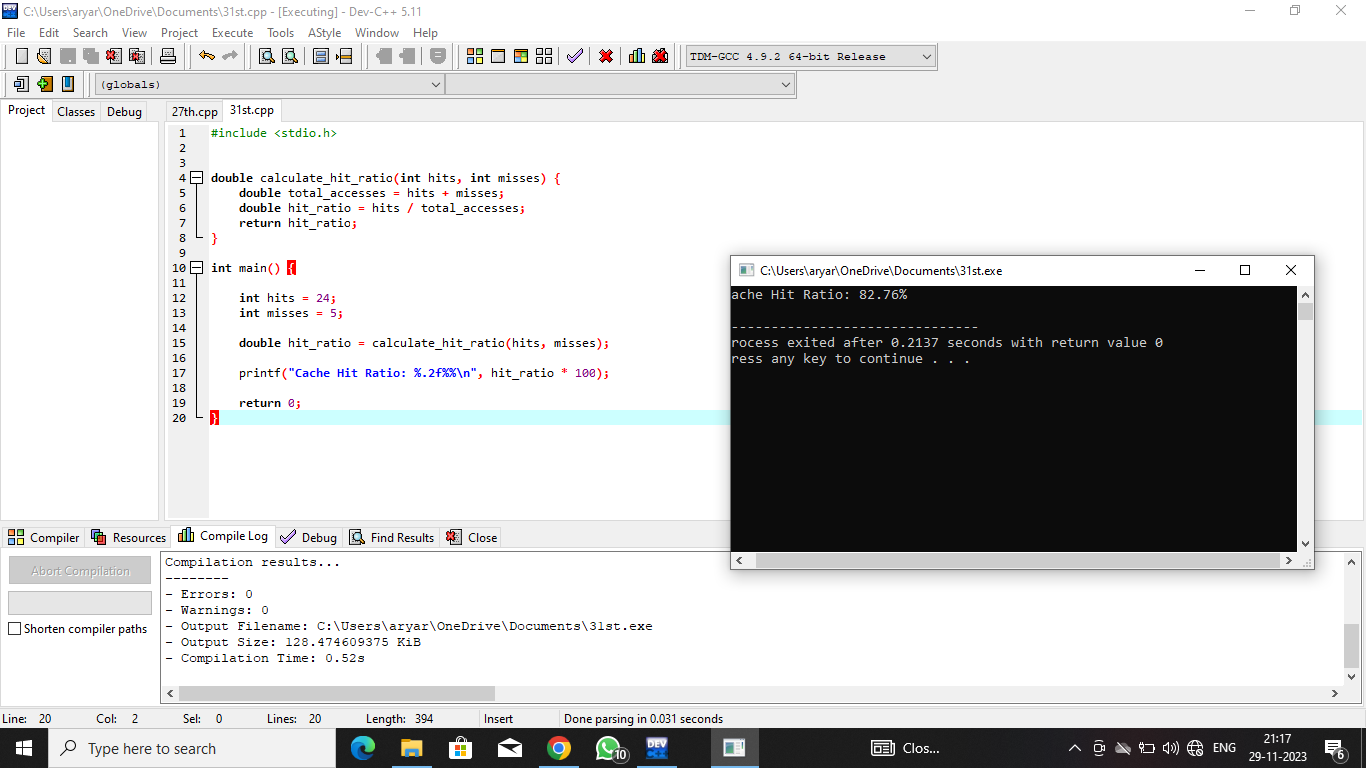 C:\Users\aryar\OneDrive\Documents\31st.cpp - [Executing] - Dev-C++ 5.11
File Edit Search View Project Execute Tools AStyle Window Help
TDM-GCC 4.9.2 64-bit Release
(globals)
Project Classes Debug
27th.cpp 31st.cpp
1 #include <stdio.h>
2
3
4 double calculate_hit_ratio(int hits, int misses) {
5 double total_accesses = hits + misses;
6 double hit_ratio = hits / total_accesses;
7 return hit_ratio;
8 }
9
10 int main() {
11
12 int hits = 24;
13 int misses = 5;
14
15 double hit_ratio = calculate_hit_ratio(hits, misses);
16
17 printf("Cache Hit Ratio: %.2f%%\n", hit_ratio * 100);
18
19 return 0;
20 }
C:\Users\aryar\OneDrive\Documents\31st.exe
ache Hit Ratio: 82.76%
-------------------------------
rocess exited after 0.2137 seconds with return value 0
ress any key to continue . . .
Compiler Resources Compile Log Debug Find Results Close
Abort Compilation
Shorten compiler paths
Compilation results...
--------
- Errors: 0
- Warnings: 0
- Output Filename: C:\Users\aryar\OneDrive\Documents\31st.exe
- Output Size: 128.474609375 KiB
- Compilation Time: 0.52s
Line: 20 Col: 2 Sel: 0 Lines: 20 Length: 394 Insert Done parsing in 0.031 seconds
Type here to search
10
DEV
Clos...
ENG
21:17
29-11-2023
6